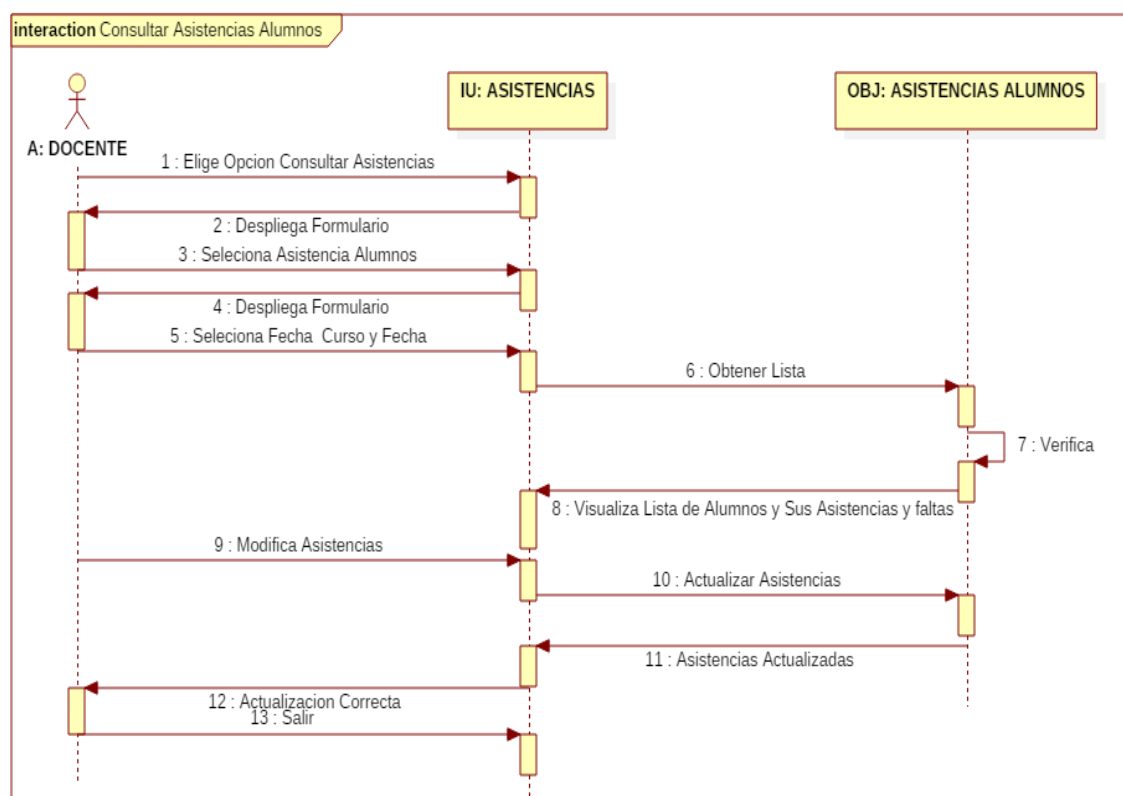 interaction Consultar Asistencias Alumnos
IU: ASISTENCIAS
OBJ: ASISTENCIAS ALUMNOS
A: DOCENTE
1 : Elige Opcion Consultar Asistencias
2 : Despliega Formulario
3 : Seleciona Asistencia Alumnos
4 : Despliega Formulario
5 : Seleciona Fecha Curso y Fecha
6 : Obtener Lista
7 : Verifica
8 : Visualiza Lista de Alumnos y Sus Asistencias y faltas
9 : Modifica Asistencias
10 : Actualizar Asistencias
11 : Asistencias Actualizadas
12 : Actualizacion Correcta
13 : Salir